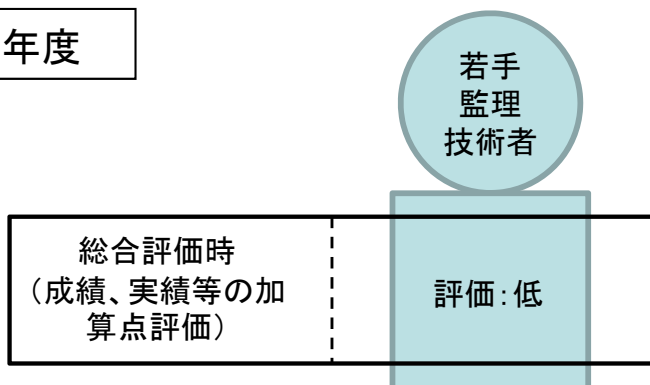 年度
若手
監理
技術者
総合評価時
（成績、実績等の加
算点評価）
評価：低